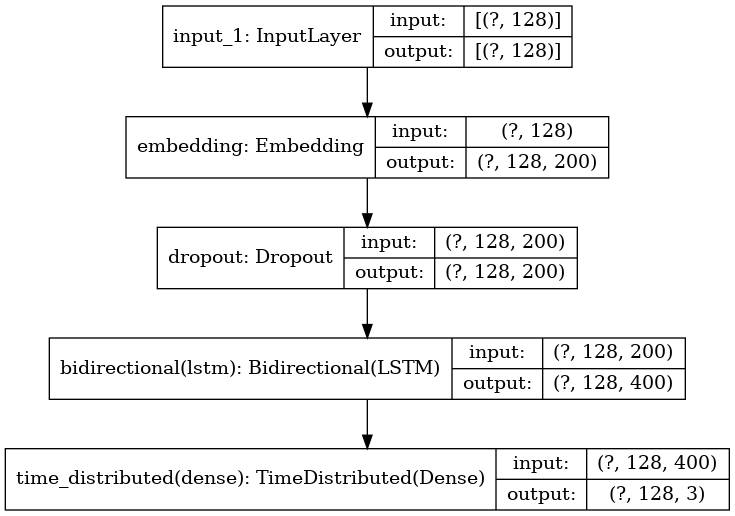 input_1: InputLayer
input: [(?, 128)]
output: [(?, 128)]
embedding: Embedding
input: (?, 128)
output: (?, 128, 200)
dropout: Dropout
input: (?, 128, 200)
output: (?, 128, 200)
bidirectional(lstm): Bidirectional(LSTM)
input: (?, 128, 200)
output: (?, 128, 400)
time_distributed(dense): TimeDistributed(Dense)
input: (?, 128, 400)
output: (?, 128, 3)